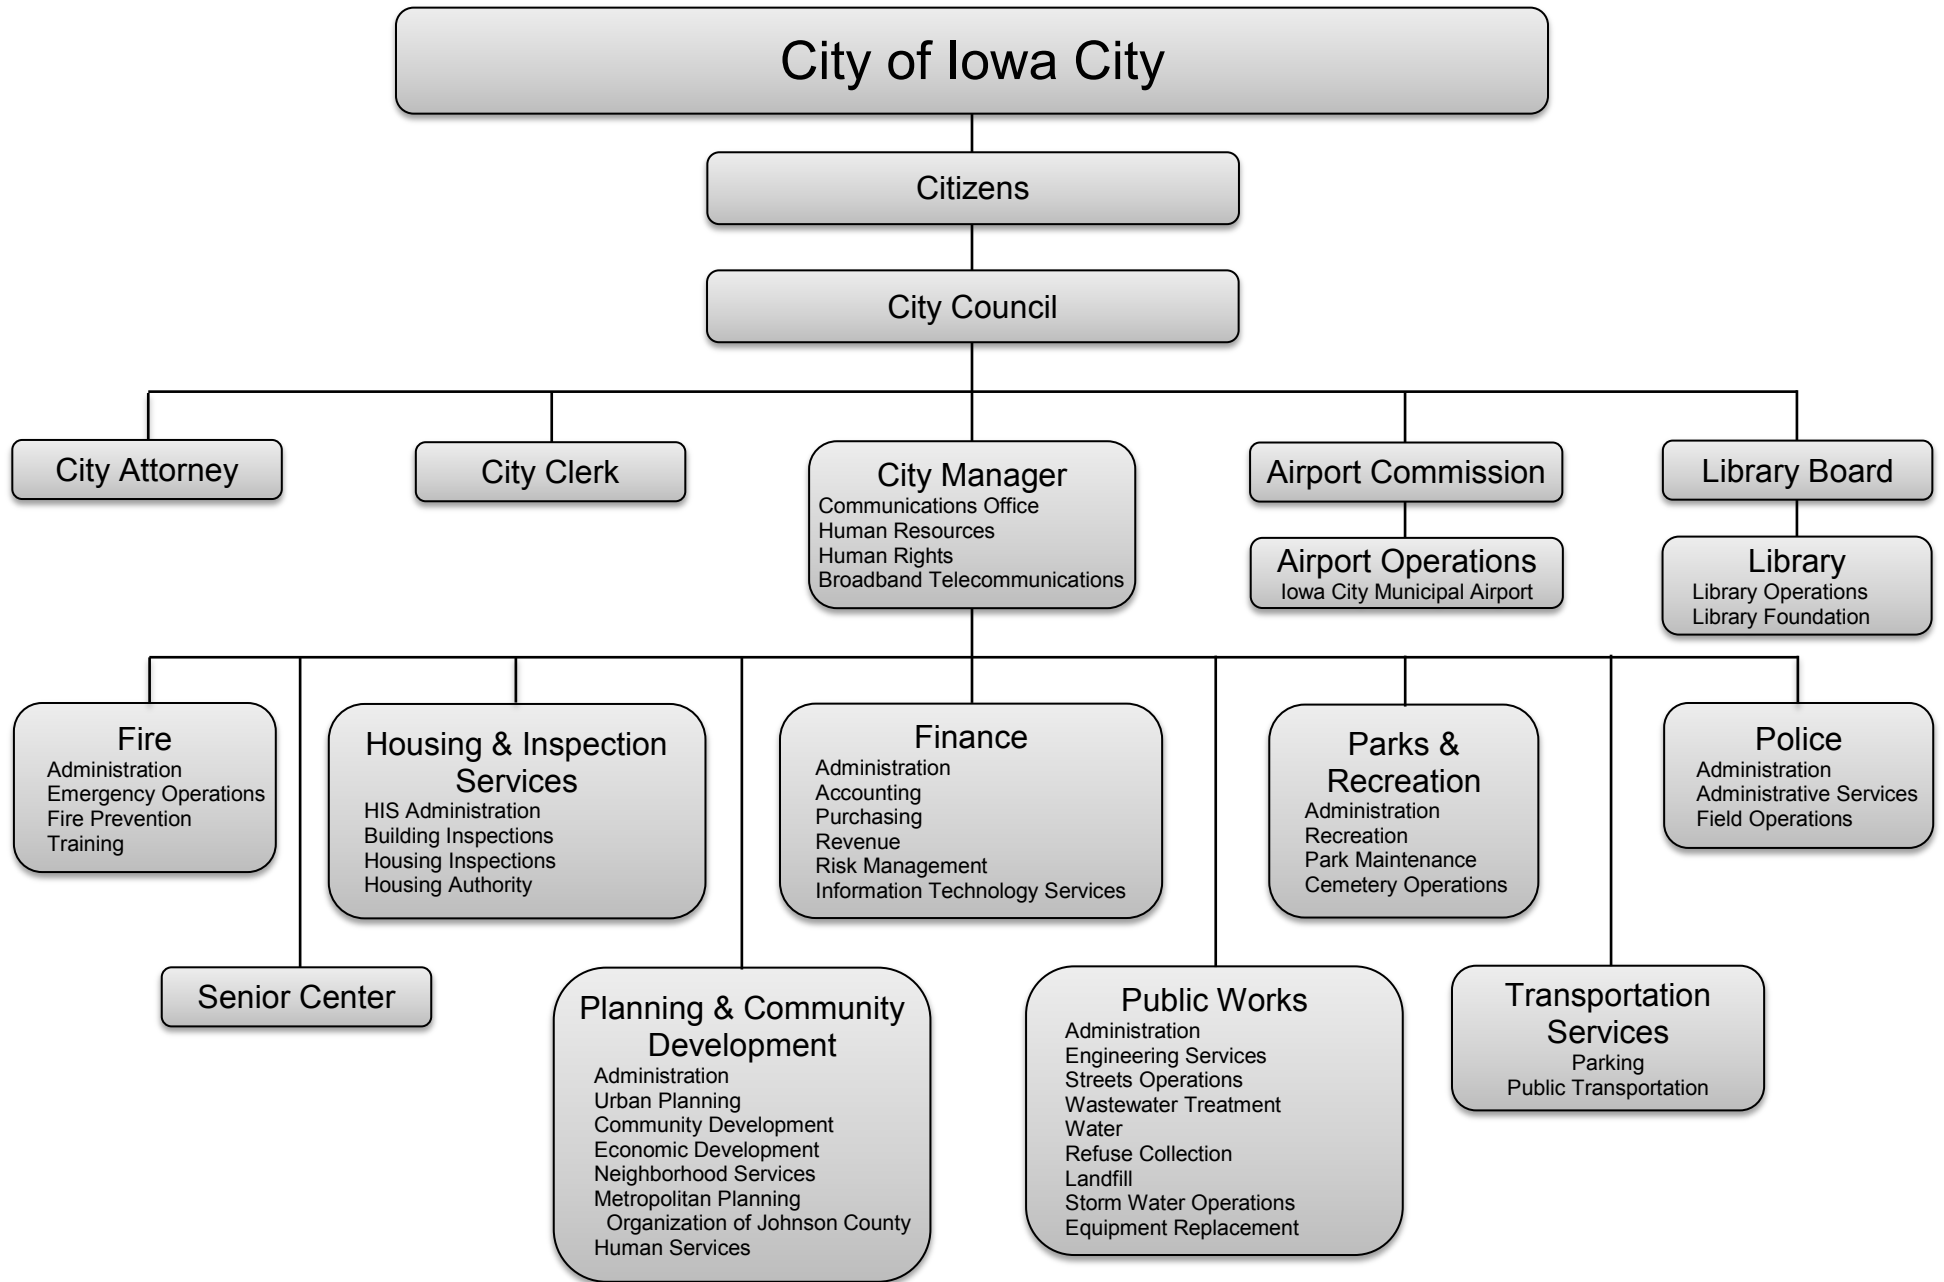 City of Iowa City
Citizens
City Council
City Attorney
City Clerk
City Manager
Communications Office
Human Resources
Human Rights
Broadband Telecommunications
Airport Commission
Airport Operations
Iowa City Municipal Airport
Library Board
Library
Library Operations
Library Foundation
Fire
Administration
Emergency Operations
Fire Prevention
Training
Housing & Inspection
Services
HIS Administration
Building Inspections
Housing Inspections
Housing Authority
Finance
Administration
Accounting
Purchasing
Revenue
Risk Management
Information Technology Services
Parks &
Recreation
Administration
Recreation
Park Maintenance
Cemetery Operations
Police
Administration
Administrative Services
Field Operations
Senior Center
Planning & Community
Development
Administration
Urban Planning
Community Development
Economic Development
Neighborhood Services
Metropolitan Planning
Organization of Johnson County
Human Services
Public Works
Administration
Engineering Services
Streets Operations
Wastewater Treatment
Water
Refuse Collection
Landfill
Storm Water Operations
Equipment Replacement
Transportation
Services
Parking
Public Transportation